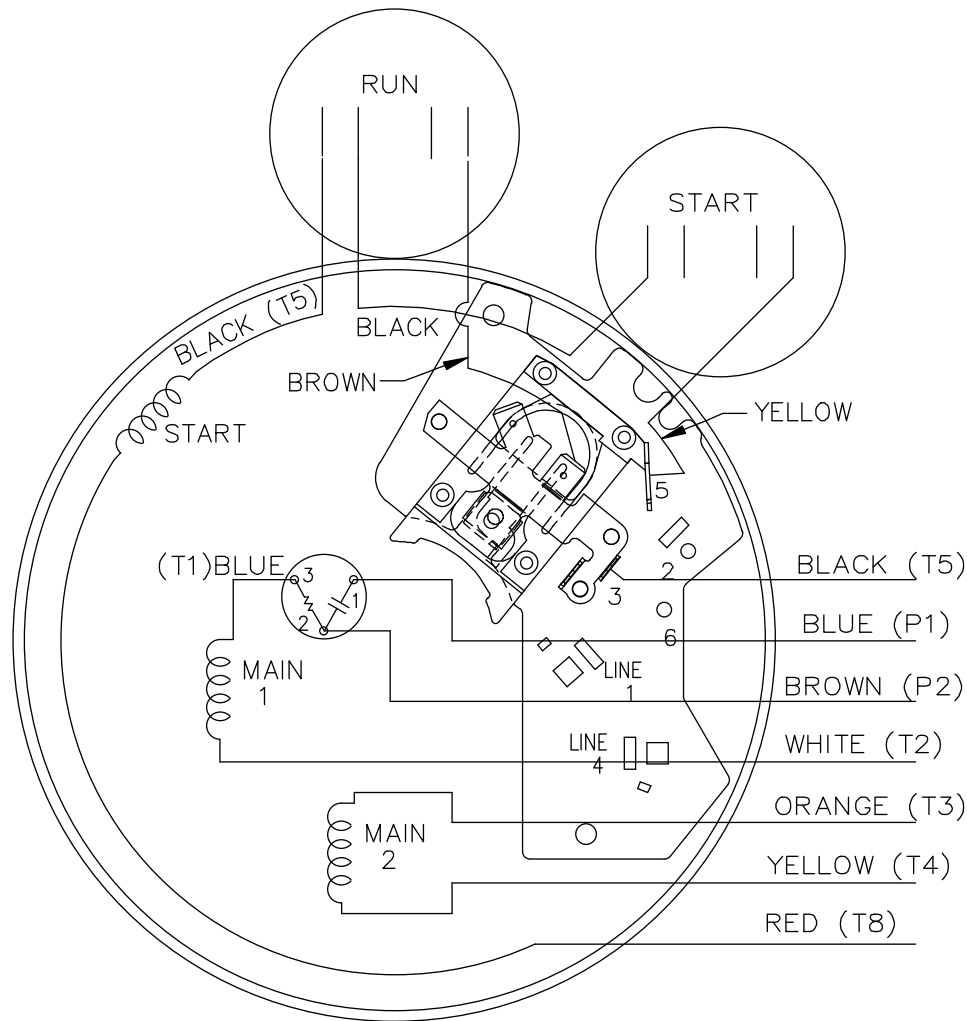 RUN
START
BLACK (T5)
BLACK
BROWN
YELLOW
START
5
2
3
6
(T1)BLUE
3
1
2
MAIN
1
LINE
1
LINE
4
MAIN
2
BLACK (T5)
BLUE (P1)
BROWN (P2)
WHITE (T2)
ORANGE (T3)
YELLOW (T4)
RED (T8)